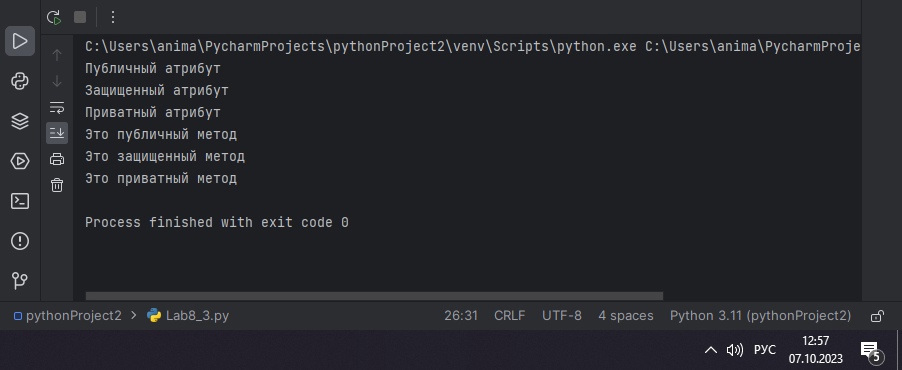 C:\Users\anima\PycharmProjects\pythonProject2\venv\Scripts\python.exe C:\Users\anima\PycharmProje
Публичный атрибут
Защищенный атрибут
Приватный атрибут
Это публичный метод
Это защищенный метод
Это приватный метод
Process finished with exit code 0
pythonProject2 > Lab8_3.py 26:31 CRLF UTF-8 4 spaces Python 3.11 (pythonProject2)
РУС 12:57
07.10.2023 5